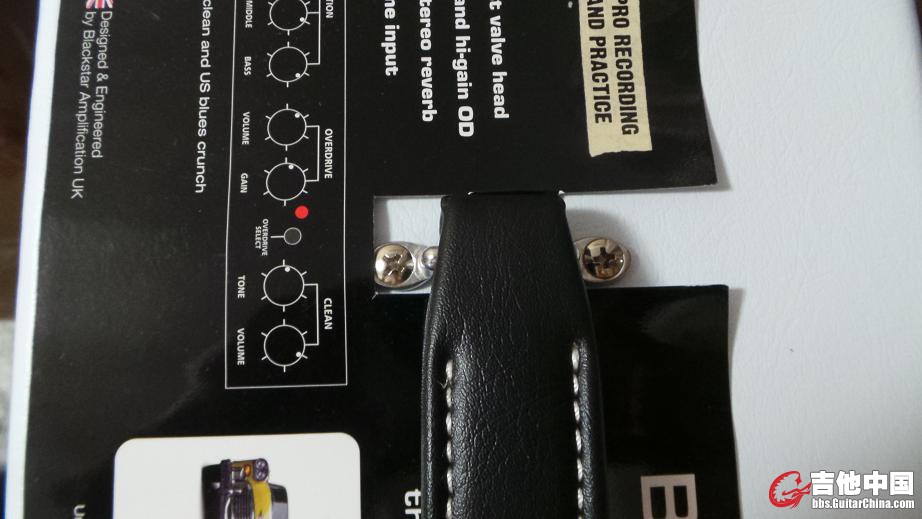 PRO RECORDING
AND PRACTICE
t valve head
and hi-gain OD
stereo reverb
ne input
MIDDLE
BASS
VOLUME
OVERDRIVE
GAIN
OVERDRIVE
SELECT
TONE
CLEAN
VOLUME
clean and US blues crunch
Designed & Engineered
by Blackstar Amplification UK
B
th
吉他中国
bbs.GuitarChina.com